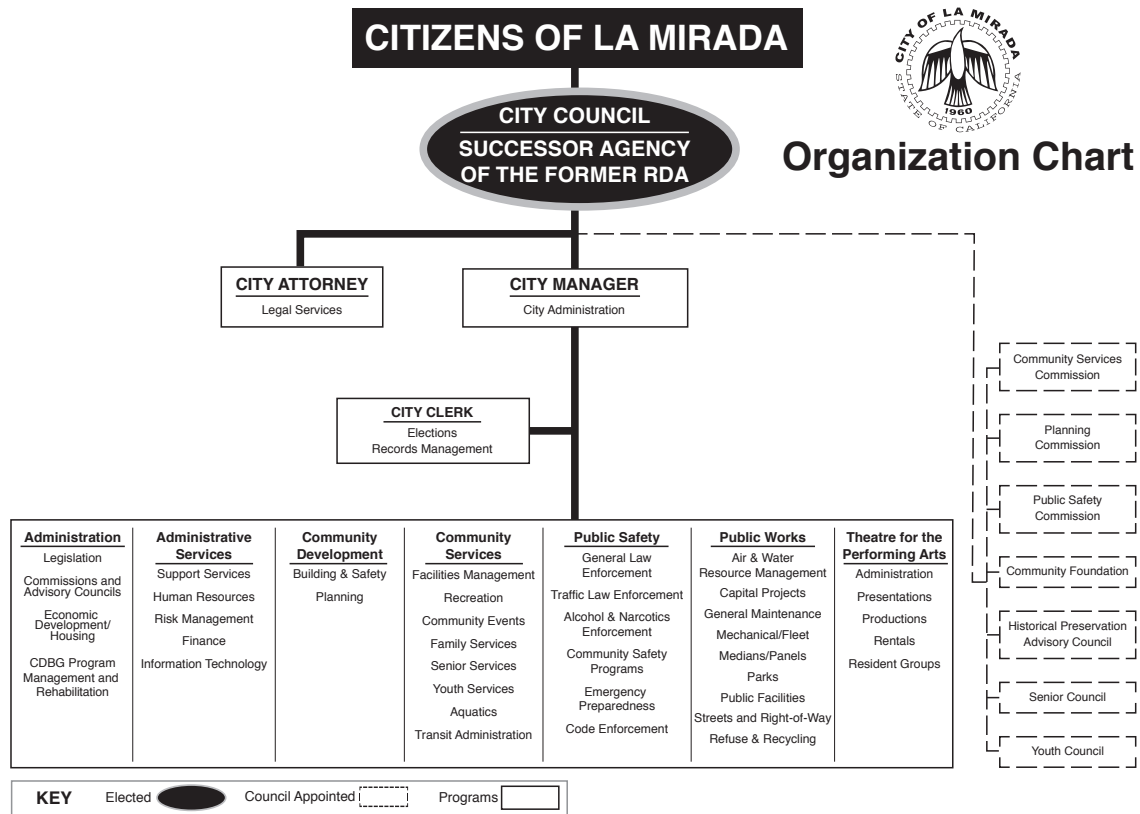 CITIZENS OF LA MIRADA
CITY OF LA MIRADA
1960
STATE OF CALIFORNIA
Organization Chart
CITY COUNCIL
SUCCESSOR AGENCY
OF THE FORMER RDA
CITY ATTORNEY
Legal Services
CITY MANAGER
City Administration
CITY CLERK
Elections
Records Management
Community Services
Commission
Planning
Commission
Public Safety
Commission
Community Foundation
Historical Preservation
Advisory Council
Senior Council
Youth Council
Administration
Legislation
Commissions and
Advisory Councils
Economic
Development/
Housing
CDBG Program
Management and
Rehabilitation
Administrative
Services
Support Services
Human Resources
Risk Management
Finance
Information Technology
Community
Development
Building & Safety
Planning
Community
Services
Facilities Management
Recreation
Community Events
Family Services
Senior Services
Youth Services
Aquatics
Transit Administration
Public Safety
General Law
Enforcement
Traffic Law Enforcement
Alcohol & Narcotics
Enforcement
Community Safety
Programs
Emergency
Preparedness
Code Enforcement
Public Works
Air & Water
Resource Management
Capital Projects
General Maintenance
Mechanical/Fleet
Medians/Panels
Parks
Public Facilities
Streets and Right-of-Way
Refuse & Recycling
Theatre for the
Performing Arts
Administration
Presentations
Productions
Rentals
Resident Groups
KEY
Elected
Council Appointed
Programs